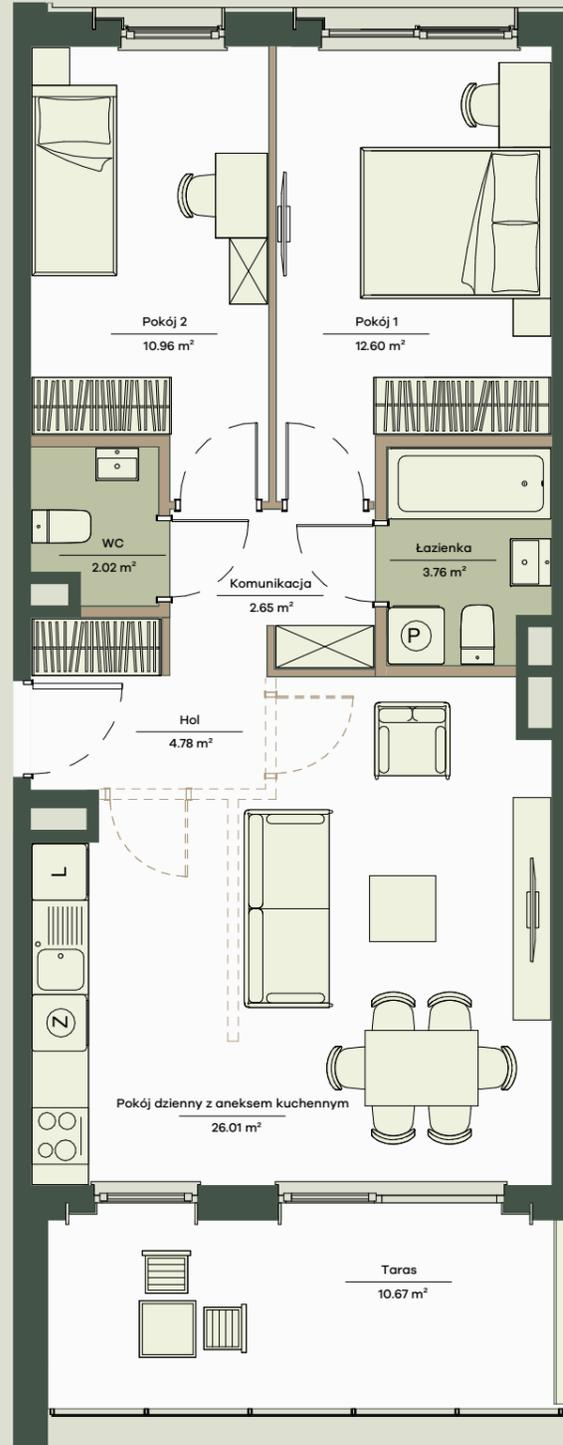 Pokój 2
10.96 m²
Pokój 1
12.60 m²
WC
2.02 m²
Łazienka
3.76 m²
Komunikacja
2.65 m²
P
Hol
4.78 m²
L
Z
Pokój dzienny z aneksem kuchennym
26.01 m²
Taras
10.67 m²